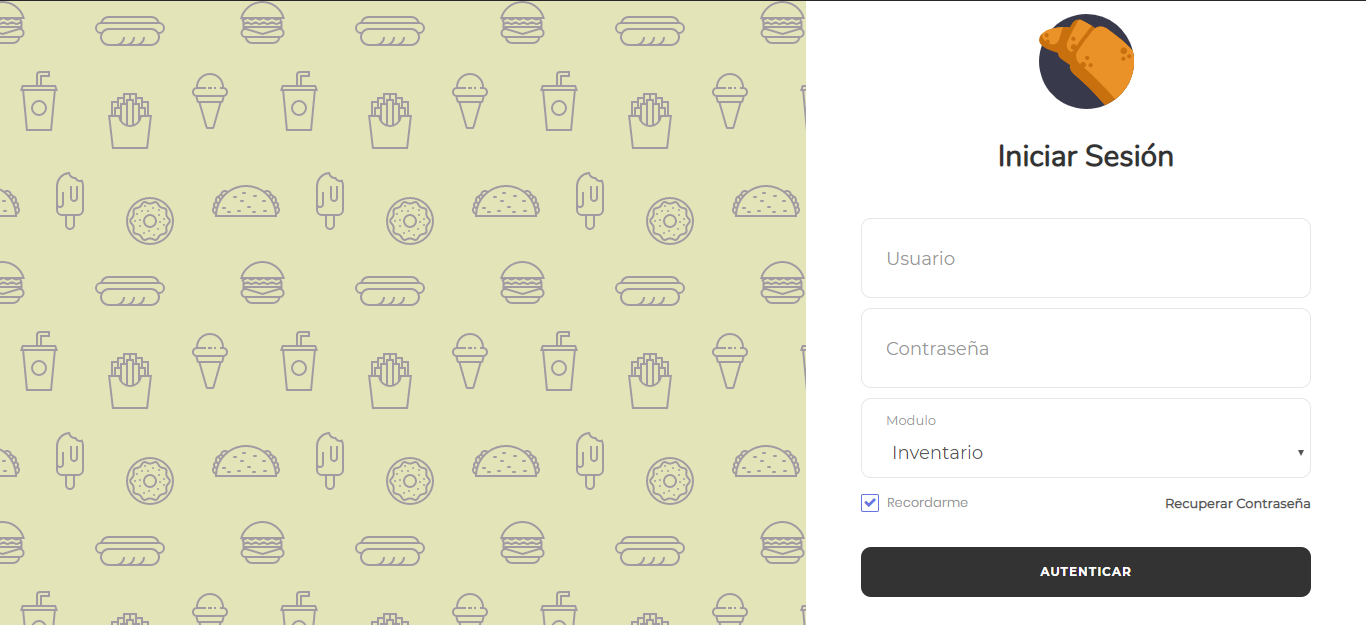 Iniciar Sesión
Usuario
Contraseña
Modulo
Inventario
Recordarme
Recuperar Contraseña
AUTENTICAR